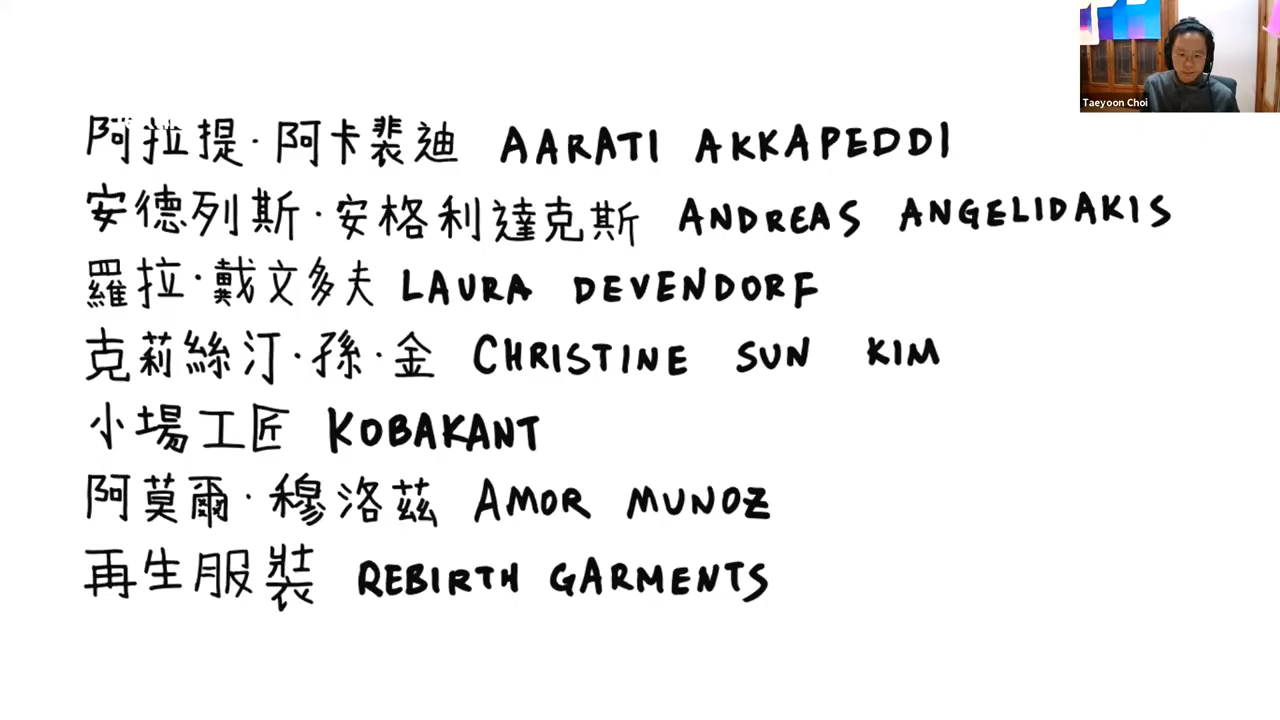 Taeyoon Choi
阿拉提·阿卡裴迪 AARATI AKKAPEDDI
安德列斯·安格利達克斯 ANDREAS ANGELIDAKIS
羅拉·戴文多夫 LAURA DEVENDORF
克莉絲汀·孫·金 CHRISTINE SUN KIM
小場工匠 KOBAKANT
阿莫爾·穆洛茲 AMOR MUNOZ
再生服裝 REBIRTH GARMENTS